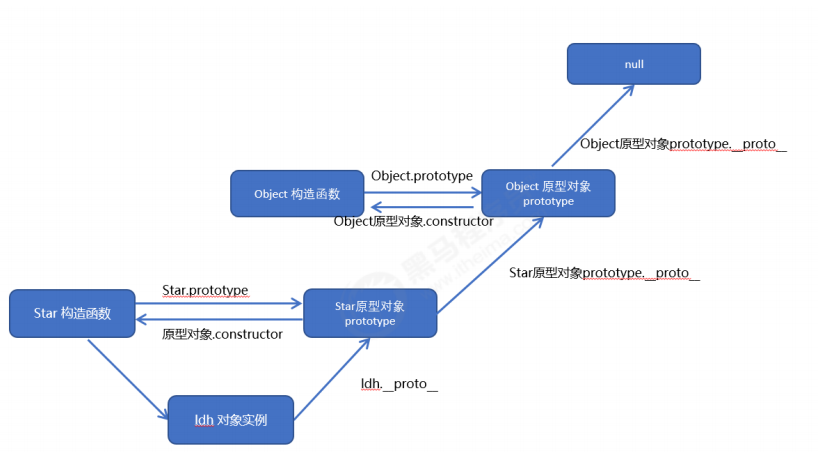 null
Object原型对象prototype.__proto__
Object.prototype
Object 构造函数
Object 原型对象
prototype
Object原型对象.constructor
Star原型对象prototype.__proto__
Star.prototype
Star 构造函数
Star原型对象
prototype
原型对象.constructor
ldh.__proto__
ldh 对象实例